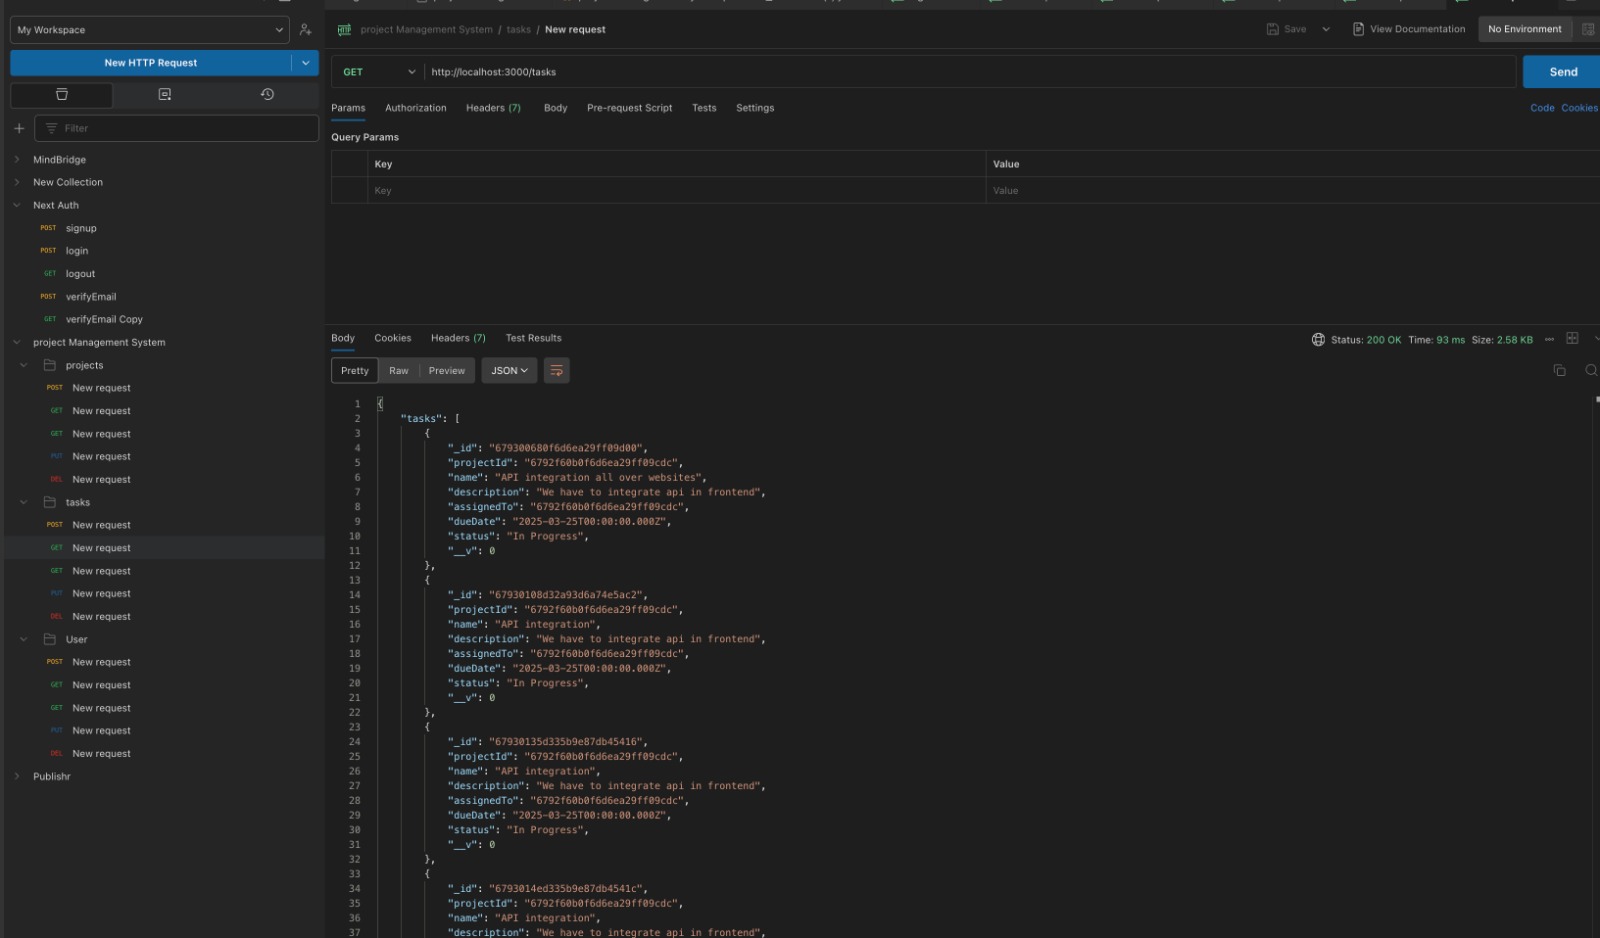 My Workspace
New HTTP Request
Filter
MindBridge
New Collection
Next Auth
POST signup
POST login
GET logout
POST verifyEmail
GET verifyEmail Copy
project Management System
projects
POST New request
GET New request
GET New request
PUT New request
DEL New request
tasks
POST New request
GET New request
GET New request
PUT New request
DEL New request
User
POST New request
GET New request
GET New request
PUT New request
DEL New request
Publishr
HTTP project Management System / tasks / New request
Save
View Documentation
No Environment
GET http://localhost:3000/tasks
Send
Params Authorization Headers (7) Body Pre-request Script Tests Settings
Code Cookies
Query Params
Key Value
Key Value
Body Cookies Headers (7) Test Results
Status: 200 OK Time: 93 ms Size: 2.58 KB
Pretty Raw Preview JSON
1 {
2 "tasks": [
3 {
4 "_id": "679300680f6d6ea29ff09d00",
5 "projectId": "6792f60b0f6d6ea29ff09cdc",
6 "name": "API integration all over websites",
7 "description": "We have to integrate api in frontend",
8 "assignedTo": "6792f60b0f6d6ea29ff09cdc",
9 "dueDate": "2025-03-25T00:00:00.000Z",
10 "status": "In Progress",
11 "__v": 0
12 },
13 {
14 "_id": "67930108d32a93d6a74e5ac2",
15 "projectId": "6792f60b0f6d6ea29ff09cdc",
16 "name": "API integration",
17 "description": "We have to integrate api in frontend",
18 "assignedTo": "6792f60b0f6d6ea29ff09cdc",
19 "dueDate": "2025-03-25T00:00:00.000Z",
20 "status": "In Progress",
21 "__v": 0
22 },
23 {
24 "_id": "67930135d335b9e87db45416",
25 "projectId": "6792f60b0f6d6ea29ff09cdc",
26 "name": "API integration",
27 "description": "We have to integrate api in frontend",
28 "assignedTo": "6792f60b0f6d6ea29ff09cdc",
29 "dueDate": "2025-03-25T00:00:00.000Z",
30 "status": "In Progress",
31 "__v": 0
32 },
33 {
34 "_id": "6793014ed335b9e87db4541c",
35 "projectId": "6792f60b0f6d6ea29ff09cdc",
36 "name": "API integration",
37 "description": "We have to integrate api in frontend",